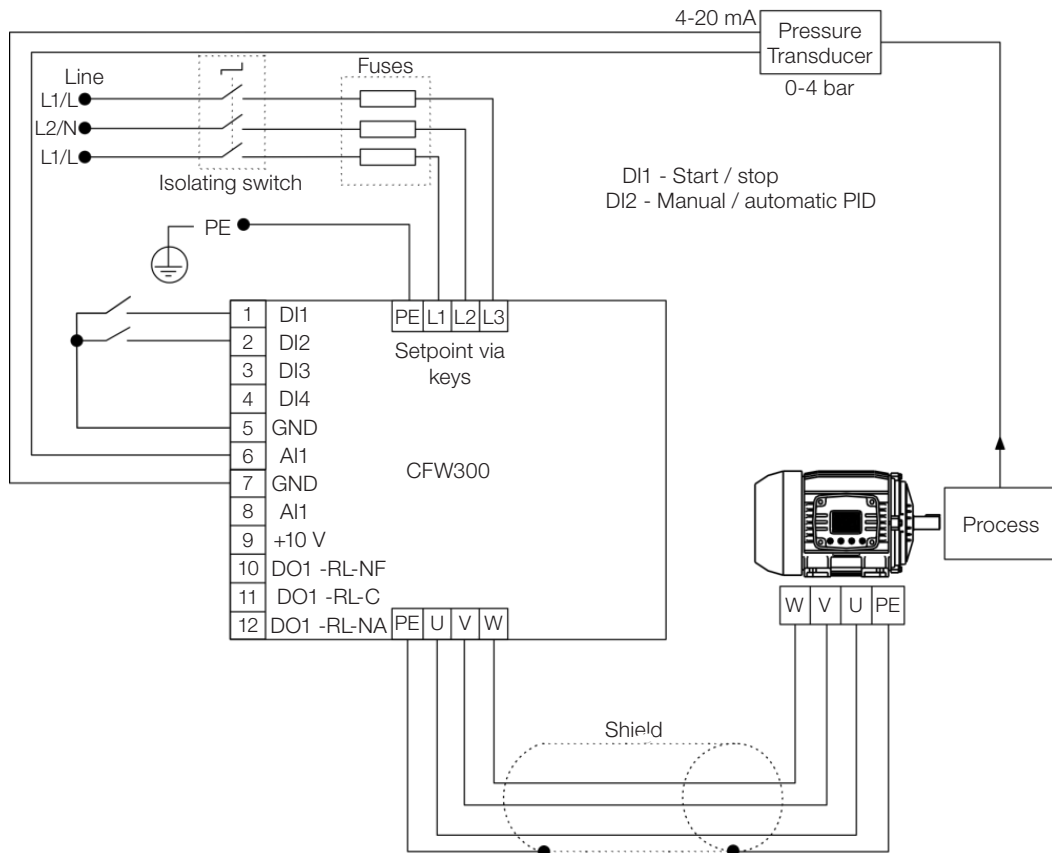 4-20 mA
Pressure
Transducer
0-4 bar
Line
Fuses
L1/L
L2/N
L1/L
Isolating switch
DI1 - Start / stop
DI2 - Manual / automatic PID
PE
1 DI1
2 DI2
3 DI3
4 DI4
5 GND
6 AI1
7 GND
8 AI1
9 +10 V
10 DO1 -RL-NF
11 DO1 -RL-C
12 DO1 -RL-NA
PE L1 L2 L3
Setpoint via
keys
CFW300
PE U V W
Process
W V U PE
Shield